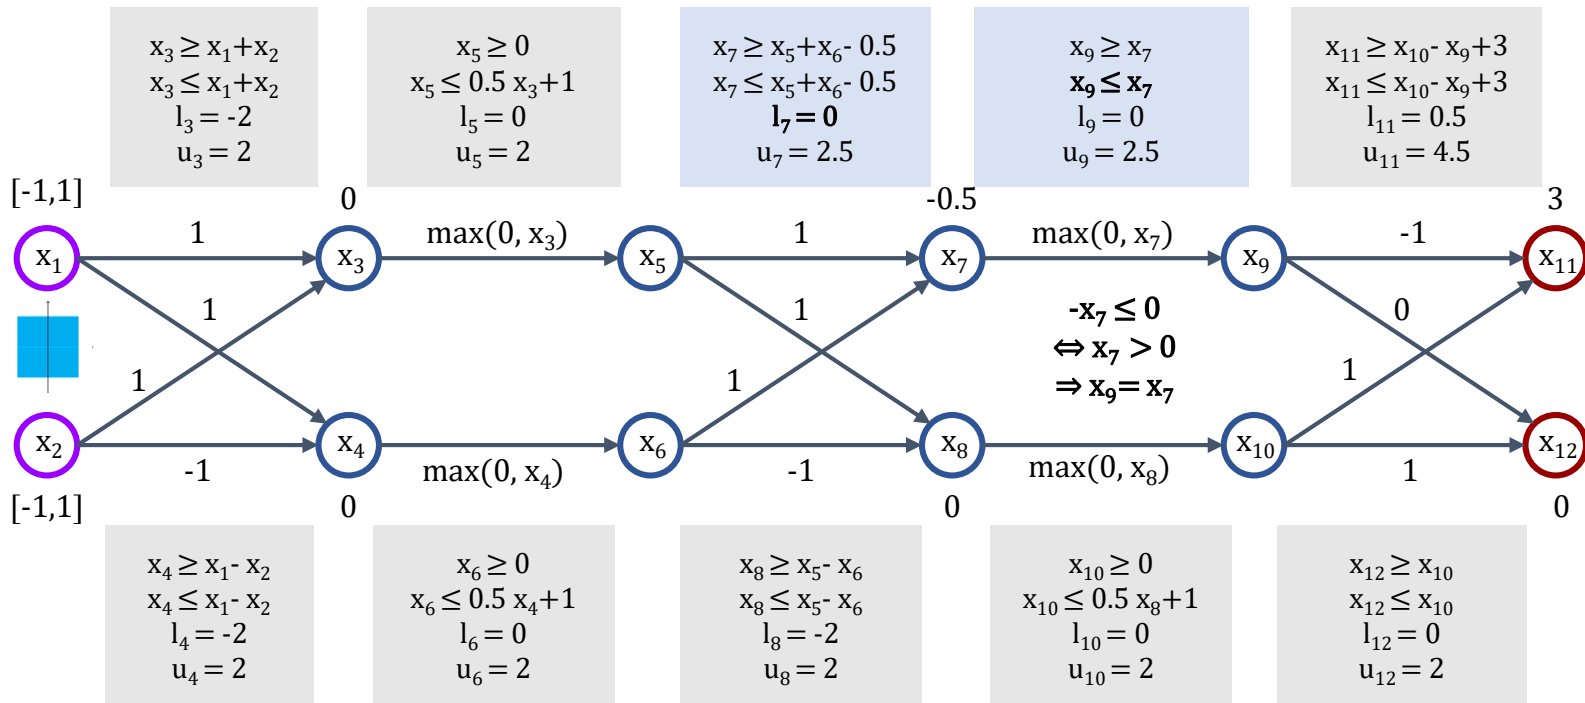 x₃ ≥ x₁+x₂
x₃ ≤ x₁+x₂
l₃ = -2
u₃ = 2
x₅ ≥ 0
x₅ ≤ 0.5 x₃+1
l₅ = 0
u₅ = 2
x₇ ≥ x₅+x₆- 0.5
x₇ ≤ x₅+x₆- 0.5
l₇ = 0
u₇ = 2.5
x₉ ≥ x₇
x₉ ≤ x₇
l₉ = 0
u₉ = 2.5
x₁₁ ≥ x₁₀- x₉+3
x₁₁ ≤ x₁₀- x₉+3
l₁₁ = 0.5
u₁₁ = 4.5
[-1,1]
0
-0.5
3
1
max(0, x₃)
1
max(0, x₇)
-1
x₁
x₃
x₅
x₇
x₉
x₁₁
1
1
0
-x₇ ≤ 0
⇔ x₇ > 0
⇒ x₉= x₇
1
1
1
x₂
x₄
x₆
x₈
x₁₀
x₁₂
-1
max(0, x₄)
-1
max(0, x₈)
1
[-1,1]
0
0
0
x₄ ≥ x₁- x₂
x₄ ≤ x₁- x₂
l₄ = -2
u₄ = 2
x₆ ≥ 0
x₆ ≤ 0.5 x₄+1
l₆ = 0
u₆ = 2
x₈ ≥ x₅- x₆
x₈ ≤ x₅- x₆
l₈ = -2
u₈ = 2
x₁₀ ≥ 0
x₁₀ ≤ 0.5 x₈+1
l₁₀ = 0
u₁₀ = 2
x₁₂ ≥ x₁₀
x₁₂ ≤ x₁₀
l₁₂ = 0
u₁₂ = 2